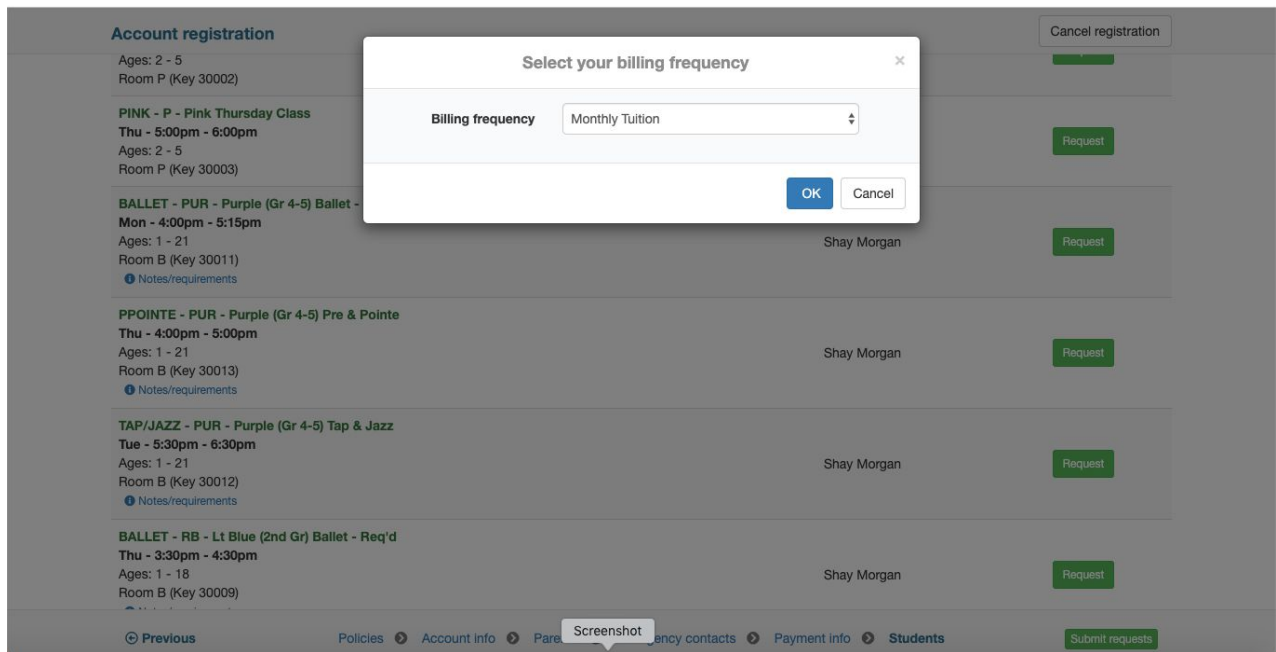 Account registration
Cancel registration
Select your billing frequency
×
Billing frequency
Monthly Tuition
OK
Cancel
Ages: 2 - 5
Room P (Key 30002)
PINK - P - Pink Thursday Class
Thu - 5:00pm - 6:00pm
Ages: 2 - 5
Room P (Key 30003)
Request
BALLET - PUR - Purple (Gr 4-5) Ballet -
Mon - 4:00pm - 5:15pm
Ages: 1 - 21
Room B (Key 30011)
Notes/requirements
Shay Morgan
Request
PPOINTE - PUR - Purple (Gr 4-5) Pre & Pointe
Thu - 4:00pm - 5:00pm
Ages: 1 - 21
Room B (Key 30013)
Notes/requirements
Shay Morgan
Request
TAP/JAZZ - PUR - Purple (Gr 4-5) Tap & Jazz
Tue - 5:30pm - 6:30pm
Ages: 1 - 21
Room B (Key 30012)
Notes/requirements
Shay Morgan
Request
BALLET - RB - Lt Blue (2nd Gr) Ballet - Req'd
Thu - 3:30pm - 4:30pm
Ages: 1 - 18
Room B (Key 30009)
Shay Morgan
Request
Previous
Policies Account info Screenshot contacts Payment info Students
Submit requests